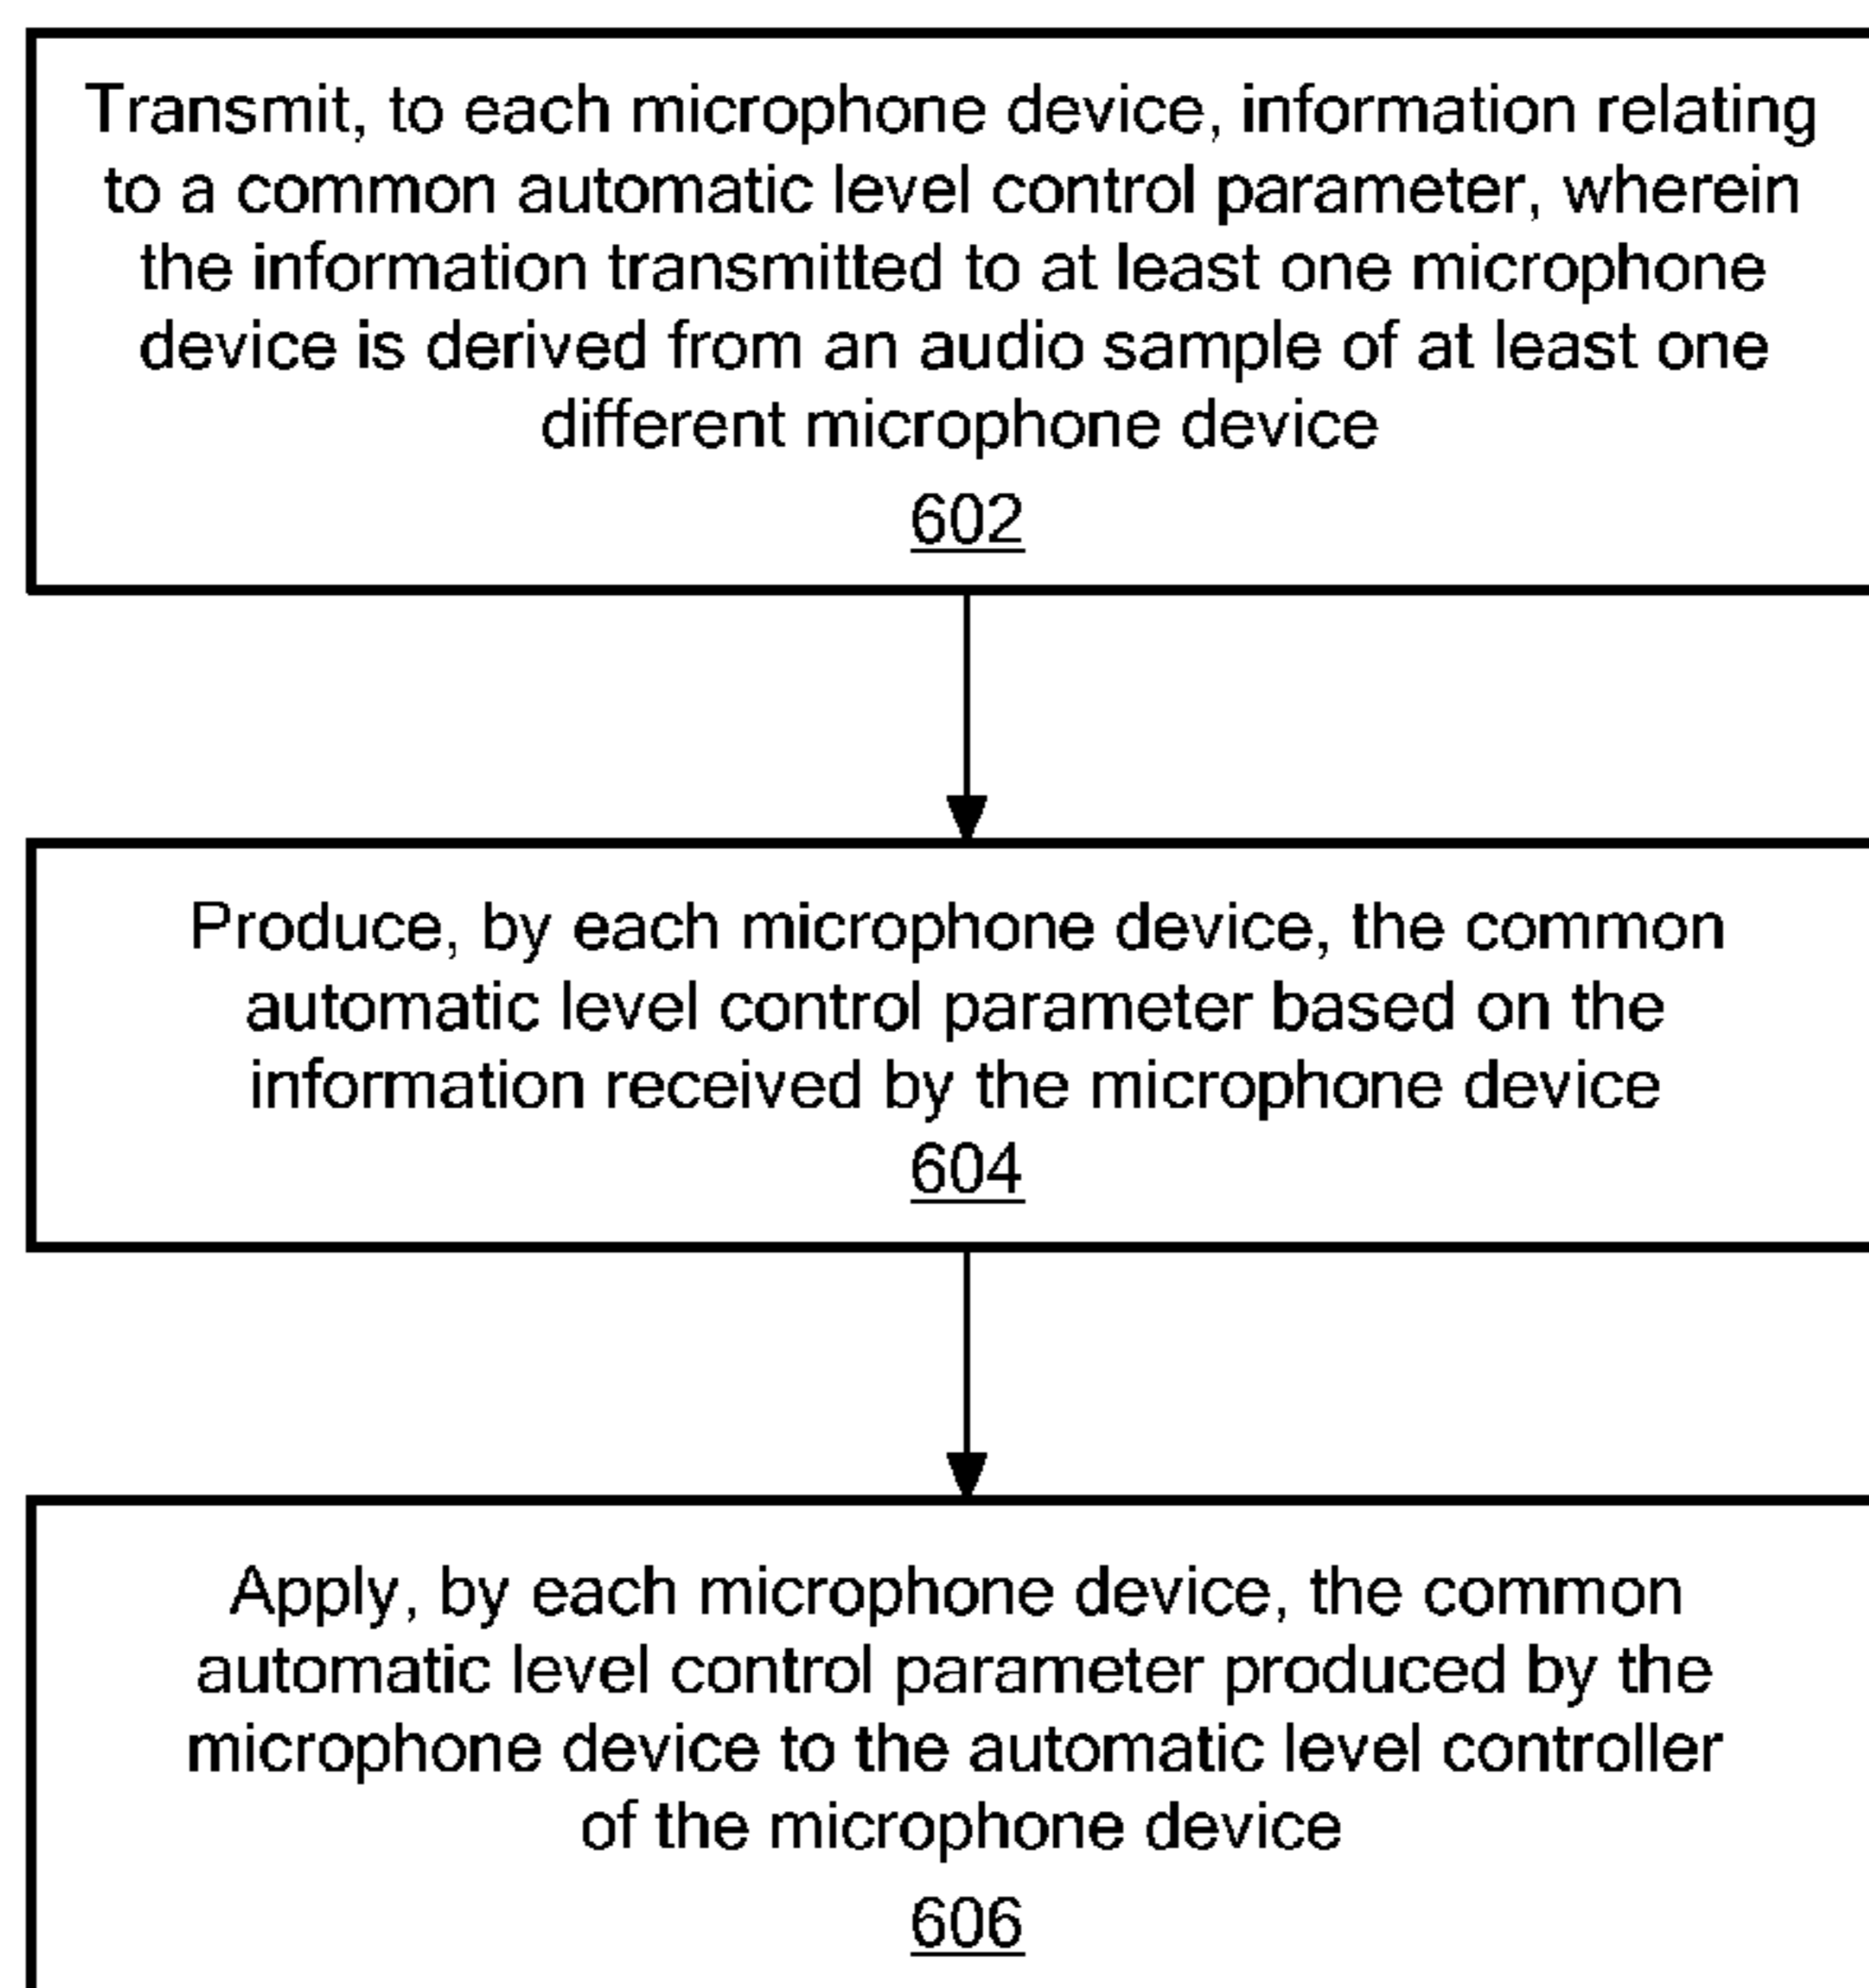 Transmit, to each microphone device, information relating
to a common automatic level control parameter, wherein
the information transmitted to at least one microphone
device is derived from an audio sample of at least one
different microphone device
602
Produce, by each microphone device, the common
automatic level control parameter based on the
information received by the microphone device
604
Apply, by each microphone device, the common
automatic level control parameter produced by the
microphone device to the automatic level controller
of the microphone device
606